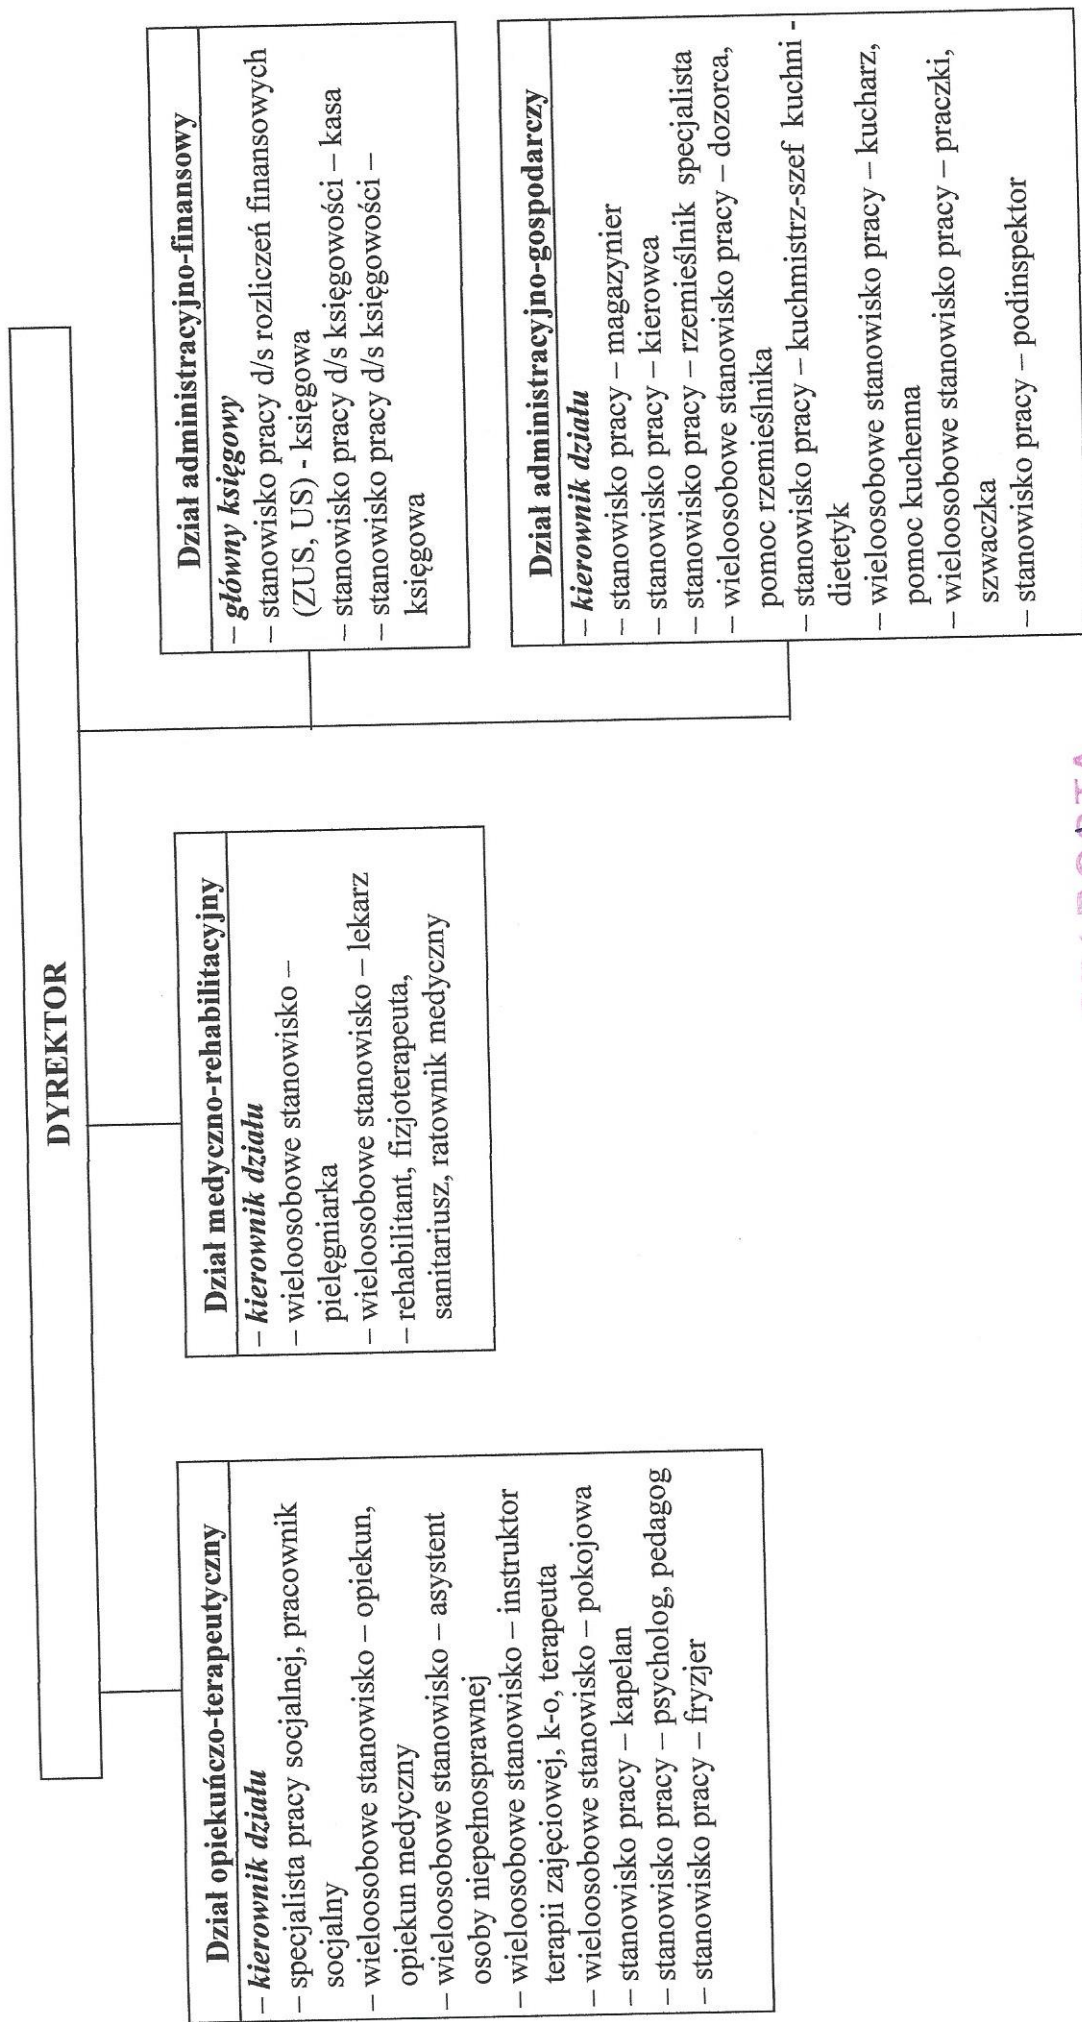 DYREKTOR
Dział opiekuńczo-terapeutyczny
– kierownik działu
– specjalista pracy socjalnej, pracownik
socjalny
– wieloosobowe stanowisko – opiekun,
opiekun medyczny
– wieloosobowe stanowisko – asystent
osoby niepełnosprawnej
– wieloosobowe stanowisko – instruktor
terapii zajęciowej, k-o, terapeuta
– wieloosobowe stanowisko – pokojowa
– stanowisko pracy – kapelan
– stanowisko pracy – psycholog, pedagog
– stanowisko pracy – fryzjer
Dział medyczno-rehabilitacyjny
– kierownik działu
– wieloosobowe stanowisko –
pielęgniarka
– wieloosobowe stanowisko – lekarz
– rehabilitant, fizjoterapeuta,
sanitariusz, ratownik medyczny
Dział administracyjno-finansowy
– główny księgowy
– stanowisko pracy d/s rozliczeń finansowych
(ZUS, US) - księgowa
– stanowisko pracy d/s księgowości – kasa
– stanowisko pracy d/s księgowości –
księgowa
Dział administracyjno-gospodarczy
– kierownik działu
– stanowisko pracy – magazynier
– stanowisko pracy – kierowca
– stanowisko pracy – rzemieślnik specjalista
– wieloosobowe stanowisko pracy – dozorca,
pomoc rzemieślnika
– stanowisko pracy – kuchmistrz-szef kuchni -
dietetyk
– wieloosobowe stanowisko pracy – kucharz,
pomoc kuchenna
– wieloosobowe stanowisko pracy – praczki,
szwaczka
– stanowisko pracy – podinspektor